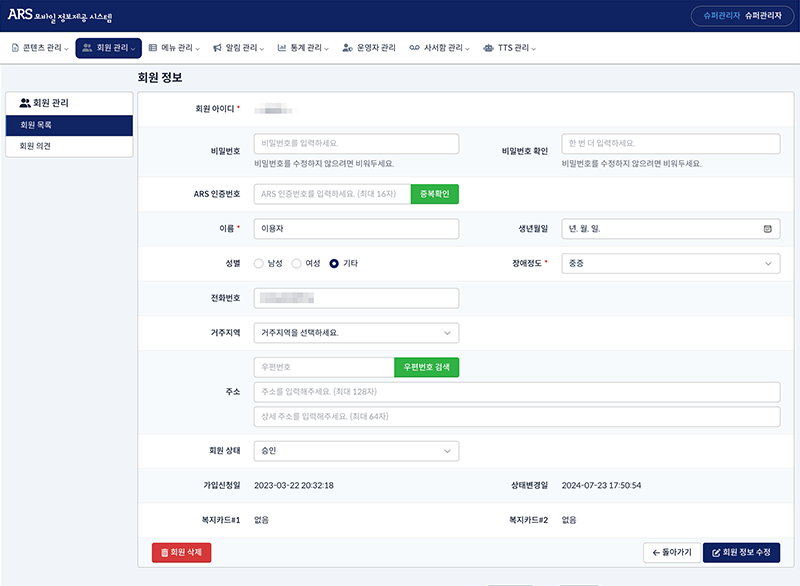 ARS 모바일 정보제공 시스템
슈퍼관리자 슈퍼관리자
콘텐츠 관리 회원 관리 메뉴 관리 알림 관리 통계 관리 운영자 관리 사서함 관리 TTS 관리
회원 정보
회원 관리
회원 목록
회원 의견
회원 아이디 *
비밀번호 비밀번호를 입력하세요. 비밀번호 확인 한 번 더 입력하세요.
비밀번호를 수정하지 않으려면 비워두세요. 비밀번호를 수정하지 않으려면 비워두세요.
ARS 인증번호 ARS 인증번호를 입력하세요. (최대 16자) 중복확인
이름 * 이용자 생년월일 년. 월. 일.
성별 남성 여성 기타 장애정도 * 중증
전화번호
거주지역 거주지역을 선택하세요.
우편번호 우편번호 검색
주소 주소를 입력해주세요. (최대 128자)
상세 주소를 입력해주세요. (최대 64자)
회원 상태 승인
가입신청일 2023-03-22 20:32:18 상태변경일 2024-07-23 17:50:54
복지카드#1 없음 복지카드#2 없음
회원 삭제 돌아가기 회원 정보 수정